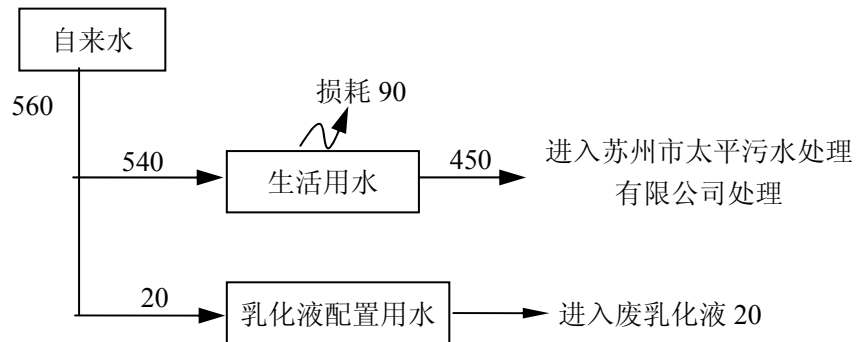 自来水
560
损耗 90
540
生活用水
450
进入苏州市太平污水处理
有限公司处理
20
乳化液配置用水
进入废乳化液 20